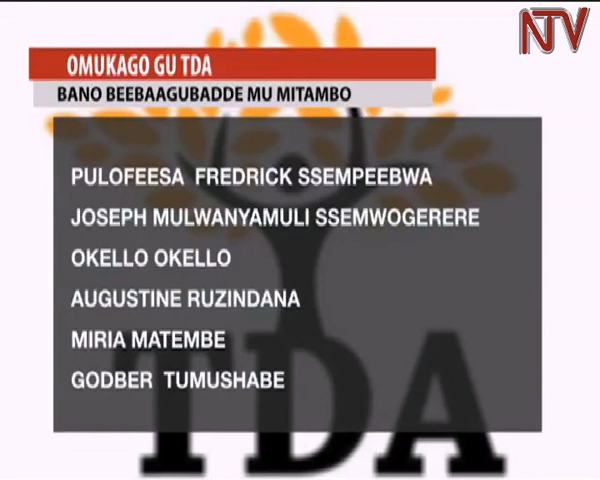 NTV
OMUKAGO GU TDA
BANO BEEBAAGUBADDE MU MITAMBO
PULOFEESA FREDRICK SSEMPEEBWA
JOSEPH MULWANYAMULI SSEMWOGERERE
OKELLO OKELLO
AUGUSTINE RUZINDANA
MIRIA MATEMBE
GODBER TUMUSHABE
TDA